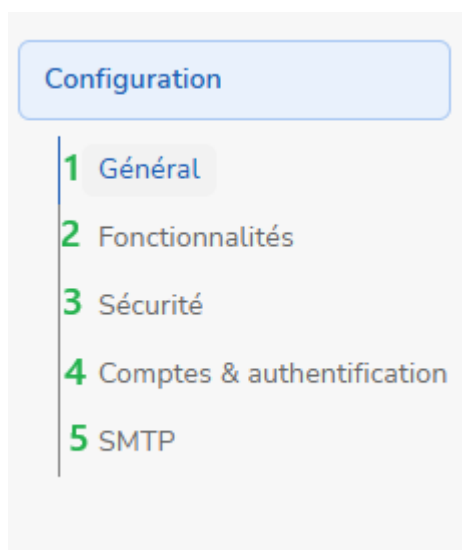 Configuration
1 Général
2 Fonctionnalités
3 Sécurité
4 Comptes & authentification
5 SMTP